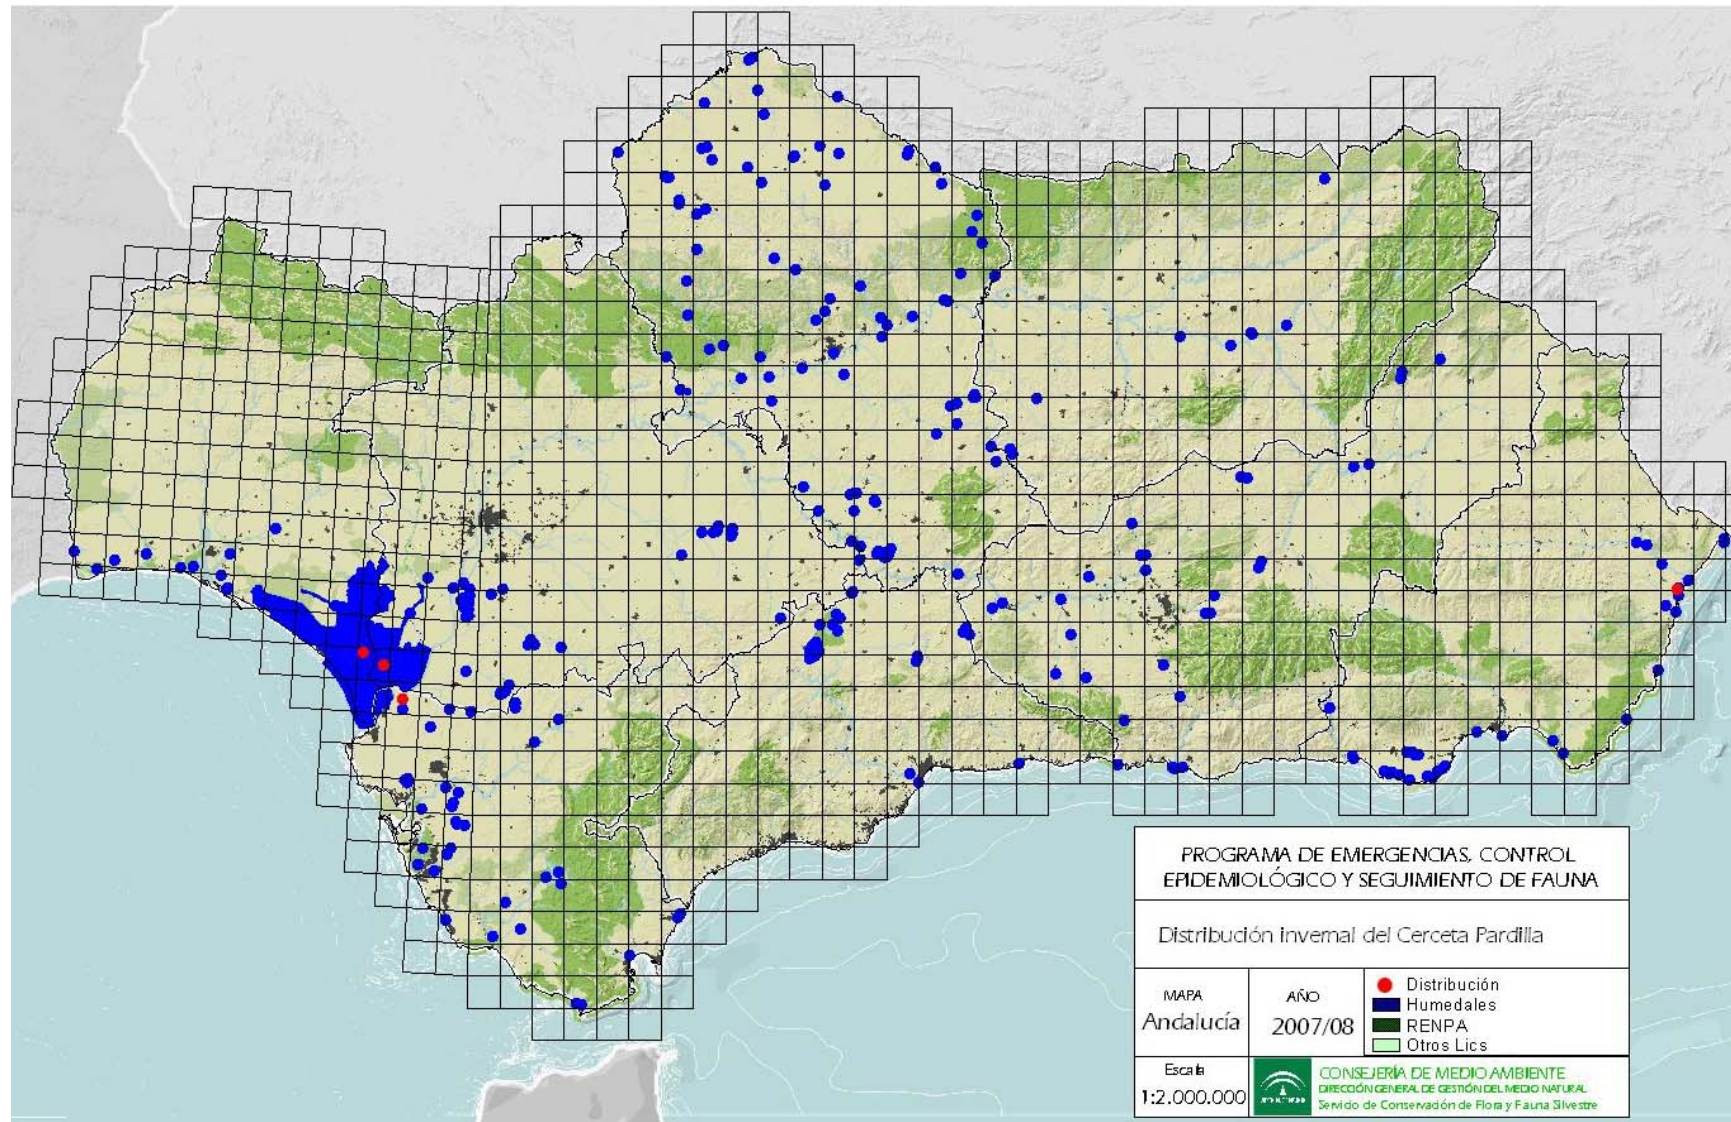 PROGRAMA DE EMERGENCIAS, CONTROL
EPIDEMIOLÓGICO Y SEGUIMIENTO DE FAUNA
Distribución invernal del Cerceta Pardilla
MAPA
Andalucía
AÑO
2007/08
Distribución
Humedales
RENPA
Otros Lics
Escala
1:2.000.000
CONSEJERÍA DE MEDIO AMBIENTE
DIRECCIÓN GENERAL DE GESTIÓN DEL MEDIO NATURAL
Servicio de Conservación de Flora y Fauna Silvestre